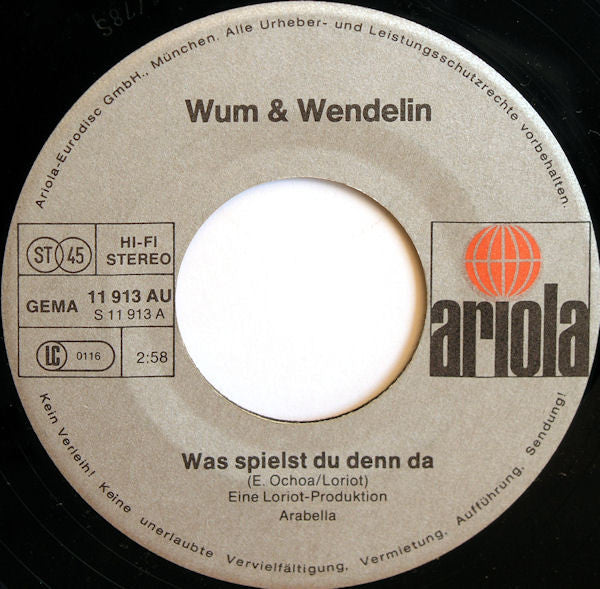 Ariola-Eurodisc GmbH., München. Alle Urheber- und Leistungsschutzrechte vorbehalten.
Wum & Wendelin
ST 45
HI-FI
STEREO
GEMA
11 913 AU
S 11 913 A
LC 0116
2:58
ariola
Was spielst du denn da
(E. Ochoa/Loriot)
Eine Loriot-Produktion
Arabella
Kein Verleih! Keine unerlaubte Vervielfältigung, Vermietung, Aufführung, Sendung!